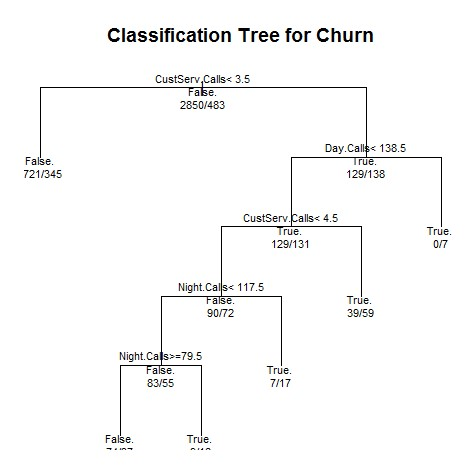 Classification Tree for Churn
CustServ.Calls< 3.5
False.
2850/483
False.
721/345
Day.Calls< 138.5
True.
129/138
CustServ.Calls< 4.5
True.
129/131
True.
0/7
Night.Calls< 117.5
False.
90/72
True.
39/59
Night.Calls>=79.5
False.
83/55
True.
7/17
False.
True.